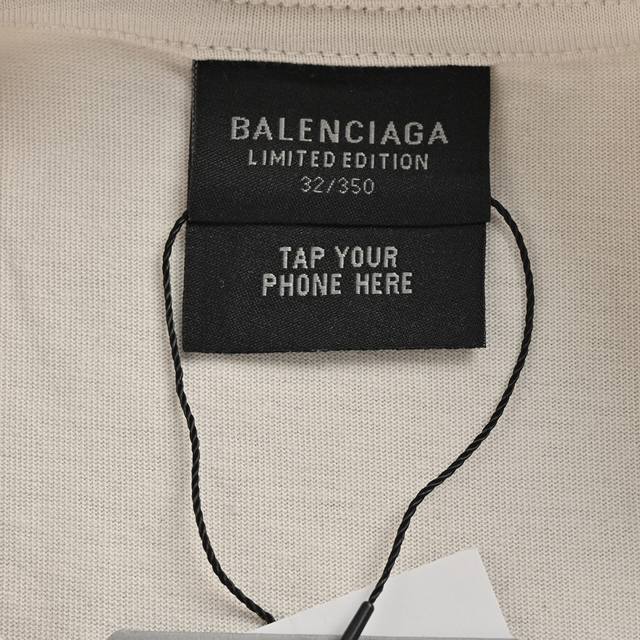 BALENCIAGA
LIMITED EDITION
32/350
TAP YOUR
PHONE HERE